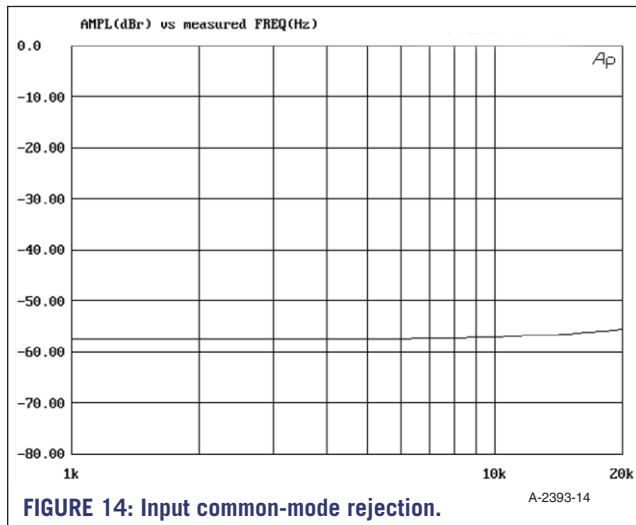 AMPL(dBr) vs measured FREQ(Hz)
0.0
Ap
-10.00
-20.00
-30.00
-40.00
-50.00
-60.00
-70.00
-80.00
1k
10k
20k
FIGURE 14: Input common-mode rejection.
A-2393-14